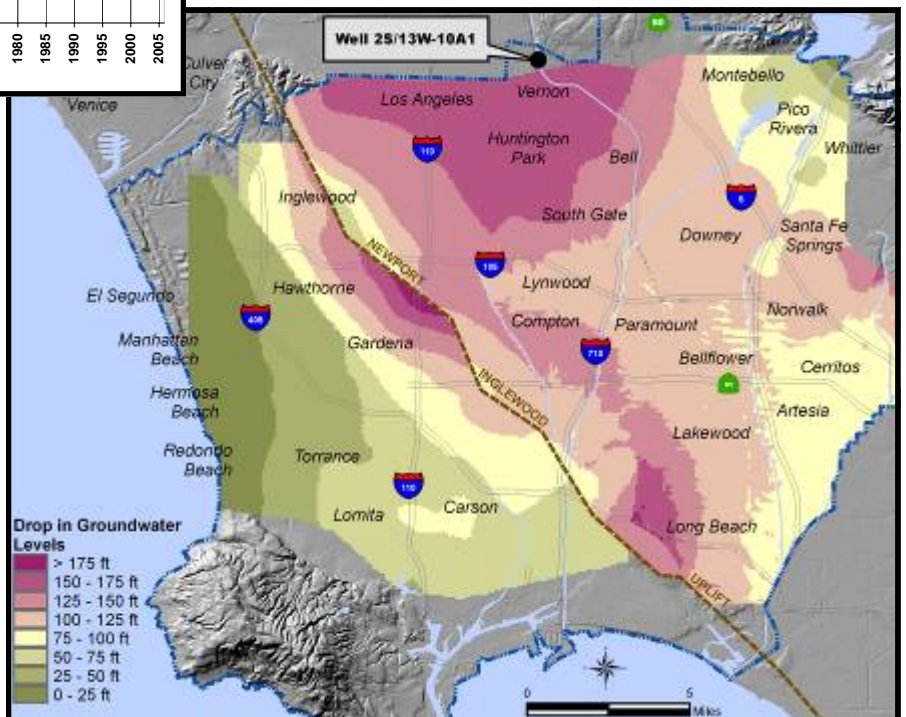 1980
1985
1990
1995
2000
2005
Well 2S/13W-10A1
Culver
City
Venice
Los Angeles
Vernon
Montebello
Pico
Rivera
Whittier
Huntington
Park
Bell
110
5
Inglewood
South Gate
Downey
Santa Fe
Springs
NEWPORT
105
Lynwood
El Segundo
Hawthorne
405
Compton
Paramount
Norwalk
Manhattan
Beach
Gardena
710
Bellflower
Cerritos
Hermosa
Beach
INGLEWOOD
91
Artesia
Lakewood
Redondo
Beach
Torrance
110
Lomita
Carson
Long Beach
UPLIFT
Drop in Groundwater
Levels
> 175 ft
150 - 175 ft
125 - 150 ft
100 - 125 ft
75 - 100 ft
50 - 75 ft
25 - 50 ft
0 - 25 ft
0
5
Miles